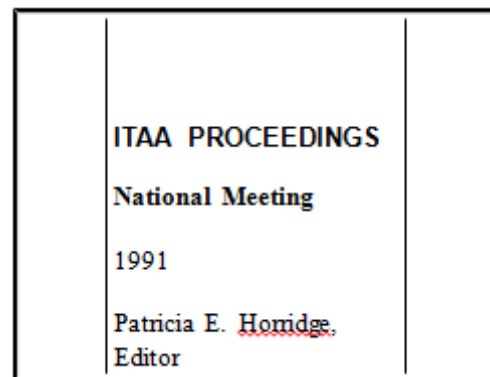 ITAA PROCEEDINGS
National Meeting
1991
Patricia E. Horridge,
Editor